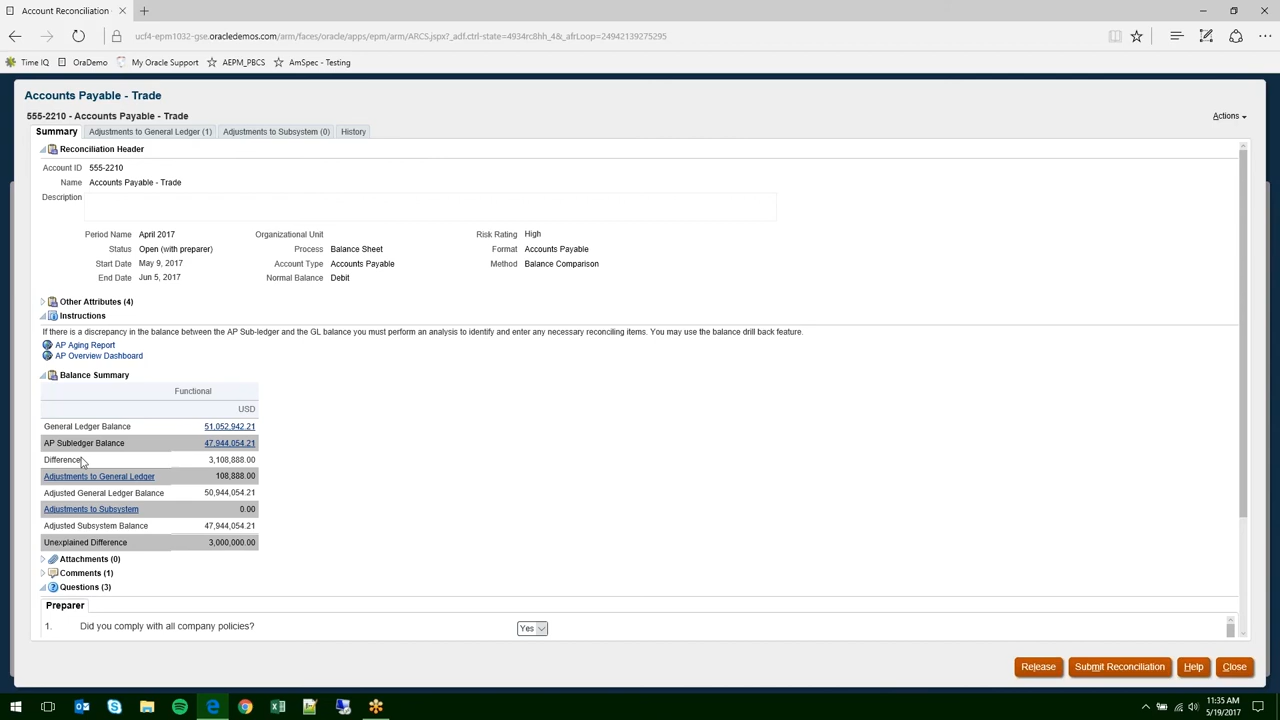 Account Reconciliation
ucf4-epm1032-gse.oracledemos.com/arm/faces/oracle/apps/epm/arm/ARCS.jspx?_adf.ctrl-state=4934rc8hh_4&_afrLoop=24942139275295
Time IQ OraDemo My Oracle Support AEPM_PBCS AmSpec - Testing
Accounts Payable - Trade
555-2210 - Accounts Payable - Trade
Actions
Summary Adjustments to General Ledger (1) Adjustments to Subsystem (0) History
Reconciliation Header
Account ID 555-2210
Name Accounts Payable - Trade
Description
Period Name April 2017 Organizational Unit Risk Rating High
Status Open (with preparer) Process Balance Sheet Format Accounts Payable
Start Date May 9, 2017 Account Type Accounts Payable Method Balance Comparison
End Date Jun 5, 2017 Normal Balance Debit
Other Attributes (4)
Instructions
If there is a discrepancy in the balance between the AP Sub-ledger and the GL balance you must perform an analysis to identify and enter any necessary reconciling items. You may use the balance drill back feature.
AP Aging Report
AP Overview Dashboard
Balance Summary
Functional
USD
General Ledger Balance 51,052,942.21
AP Subledger Balance 47,944,054.21
Difference 3,108,888.00
Adjustments to General Ledger 108,888.00
Adjusted General Ledger Balance 50,944,054.21
Adjustments to Subsystem 0.00
Adjusted Subsystem Balance 47,944,054.21
Unexplained Difference 3,000,000.00
Attachments (0)
Comments (1)
Questions (3)
Preparer
1. Did you comply with all company policies? Yes
Release Submit Reconciliation Help Close
11:35 AM
5/19/2017